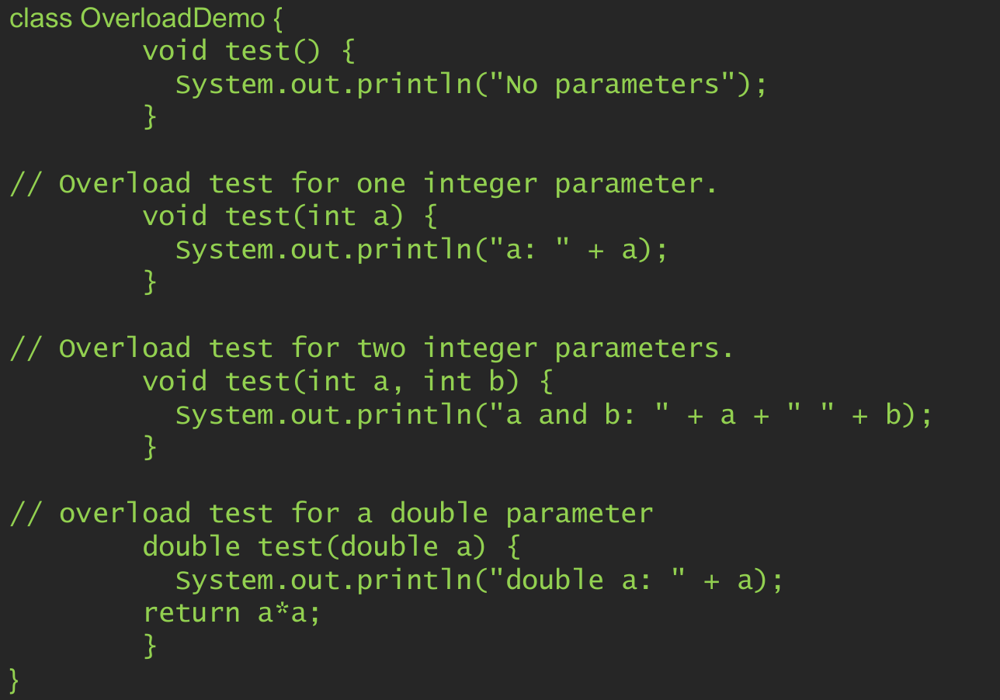 class OverloadDemo {
void test() {
System.out.println("No parameters");
}
// Overload test for one integer parameter.
void test(int a) {
System.out.println("a: " + a);
}
// Overload test for two integer parameters.
void test(int a, int b) {
System.out.println("a and b: " + a + " " + b);
}
// overload test for a double parameter
double test(double a) {
System.out.println("double a: " + a);
return a*a;
}
}